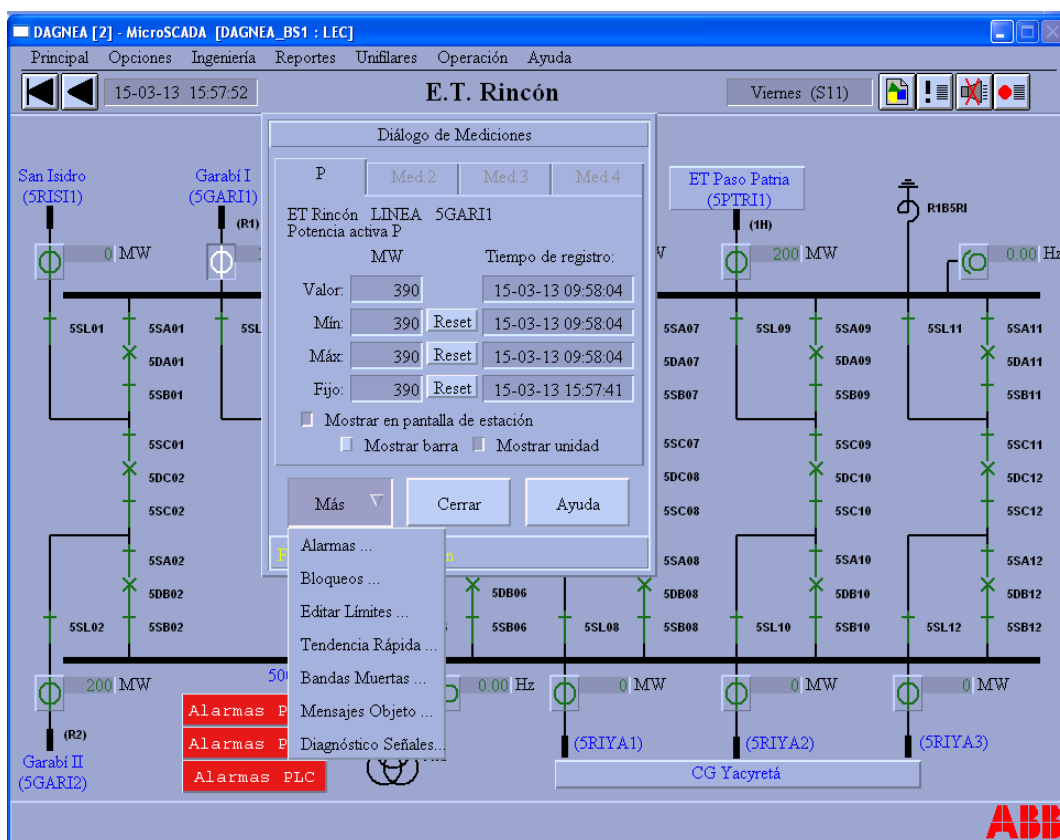 DAGNEA [2] - MicroSCADA [DAGNEA_BS1 : LEC]
Principal Opciones Ingeniería Reportes Unifilares Operación Ayuda
15-03-13 15:57:52 E.T. Rincón Viernes (S11)
Diálogo de Mediciones
P Med.2 Med.3 Med.4
ET Rincón LINEA 5GARI1
Potencia activa P
MW Tiempo de registro:
Valor: 390 15-03-13 09:58:04
Mín: 390 Reset 15-03-13 09:58:04
Máx: 390 Reset 15-03-13 09:58:04
Fijo: 390 Reset 15-03-13 15:57:41
Mostrar en pantalla de estación
Mostrar barra Mostrar unidad
Más Cerrar Ayuda
Alarmas ...
Bloqueos ...
Editar Límites ...
Tendencia Rápida ...
Bandas Muertas ...
Mensajes Objeto ...
Diagnóstico Señales...
San Isidro
(5RISI1)
Garabí I
(5GARI1)
(R1)
ET Paso Patria
(5PTRI1)
(1H)
R1B5RI
0 MW
200 MW
0.00 Hz
5SL01 5SA01 5SL 5SA07 5SL09 5SA09 5SL11 5SA11
5DA01 5DA07 5DA09 5DA11
5SB01 5SB07 5SB09 5SB11
5SC01 5SC07 5SC09 5SC11
5DC02 5DC08 5DC10 5DC12
5SC02 5SC08 5SC10 5SC12
5SA02 5SA08 5SA10 5SA12
5DB02 5DB06 5DB08 5DB10 5DB12
5SL02 5SB02 5SB06 5SL08 5SB08 5SL10 5SB10 5SL12 5SB12
200 MW 0.00 Hz 0 MW 0 MW 0 MW
(R2)
Garabí II
(5GARI2)
Alarmas P
Alarmas P
Alarmas PLC
(5RIYA1) (5RIYA2) (5RIYA3)
CG Yacyretá
ABB